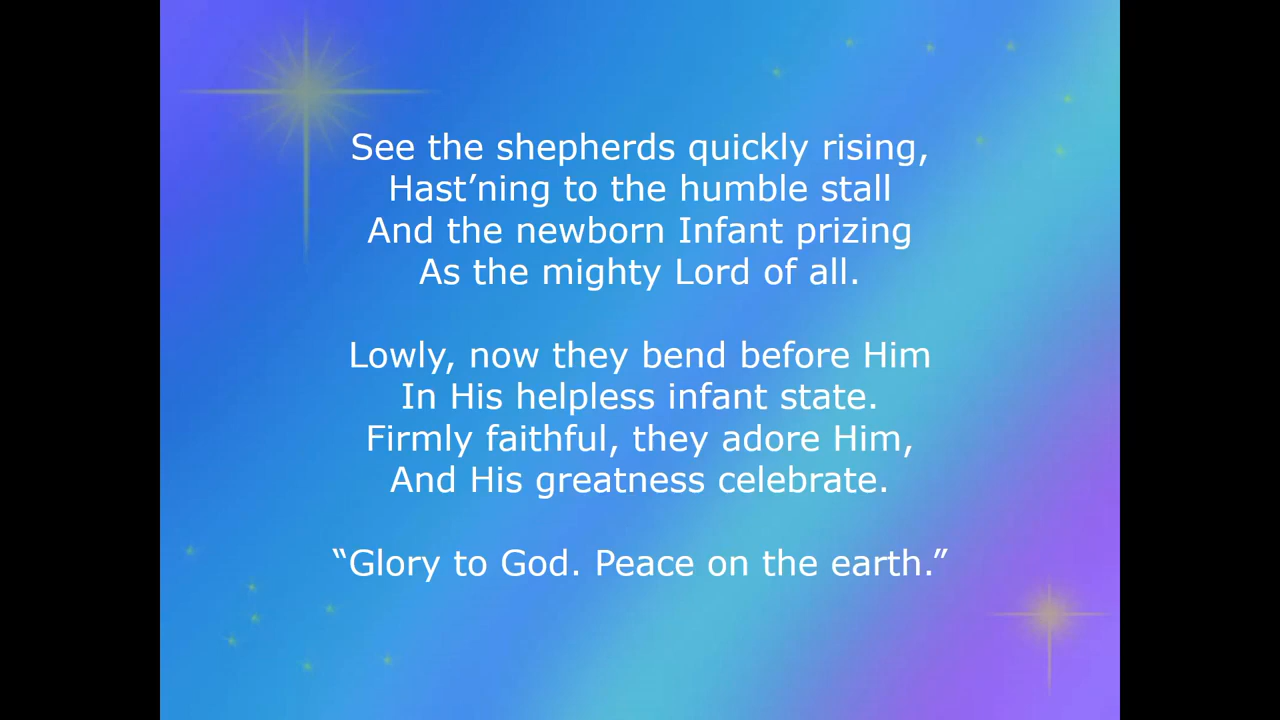 See the shepherds quickly rising,
Hast’ning to the humble stall
And the newborn Infant prizing
As the mighty Lord of all.
Lowly, now they bend before Him
In His helpless infant state.
Firmly faithful, they adore Him,
And His greatness celebrate.
“Glory to God. Peace on the earth.”